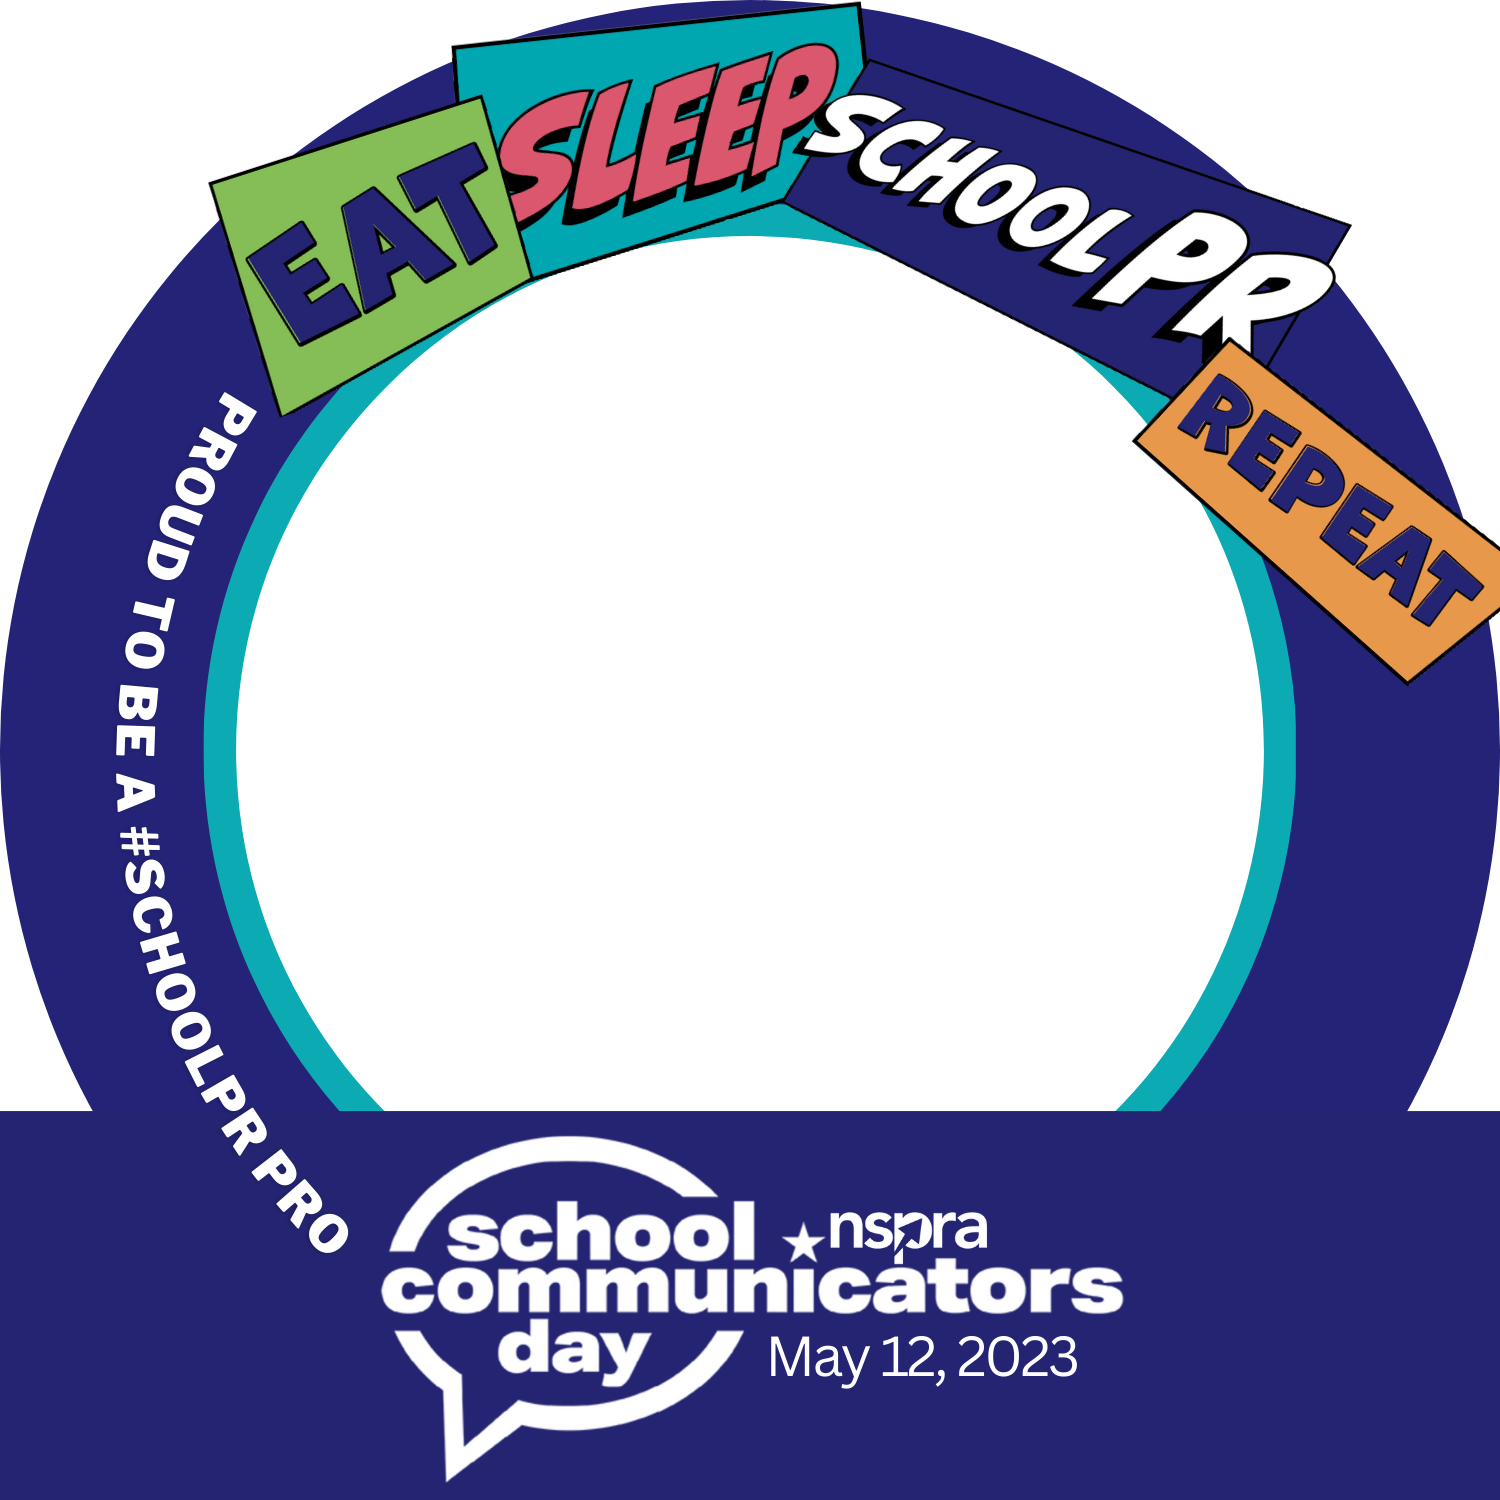 EAT
SLEEP
SCHOOL PR
REPEAT
PROUD TO BE A #SCHOOLPR PRO
school
nspra
communicators
day
May 12, 2023